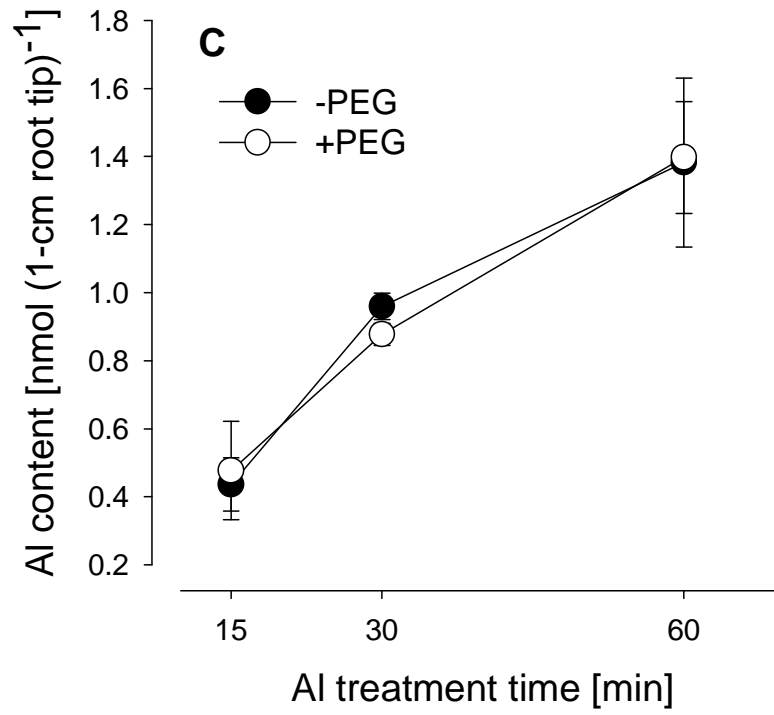 C
-PEG
+PEG
Al content [nmol (1-cm root tip)-1]
1.8
1.6
1.4
1.2
1.0
0.8
0.6
0.4
0.2
15 30 60
Al treatment time [min]